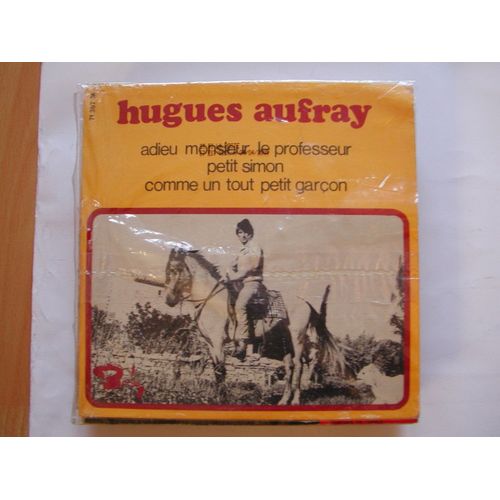 hugues aufray
adieu monsieur le professeur
petit simon
comme un tout petit garçon